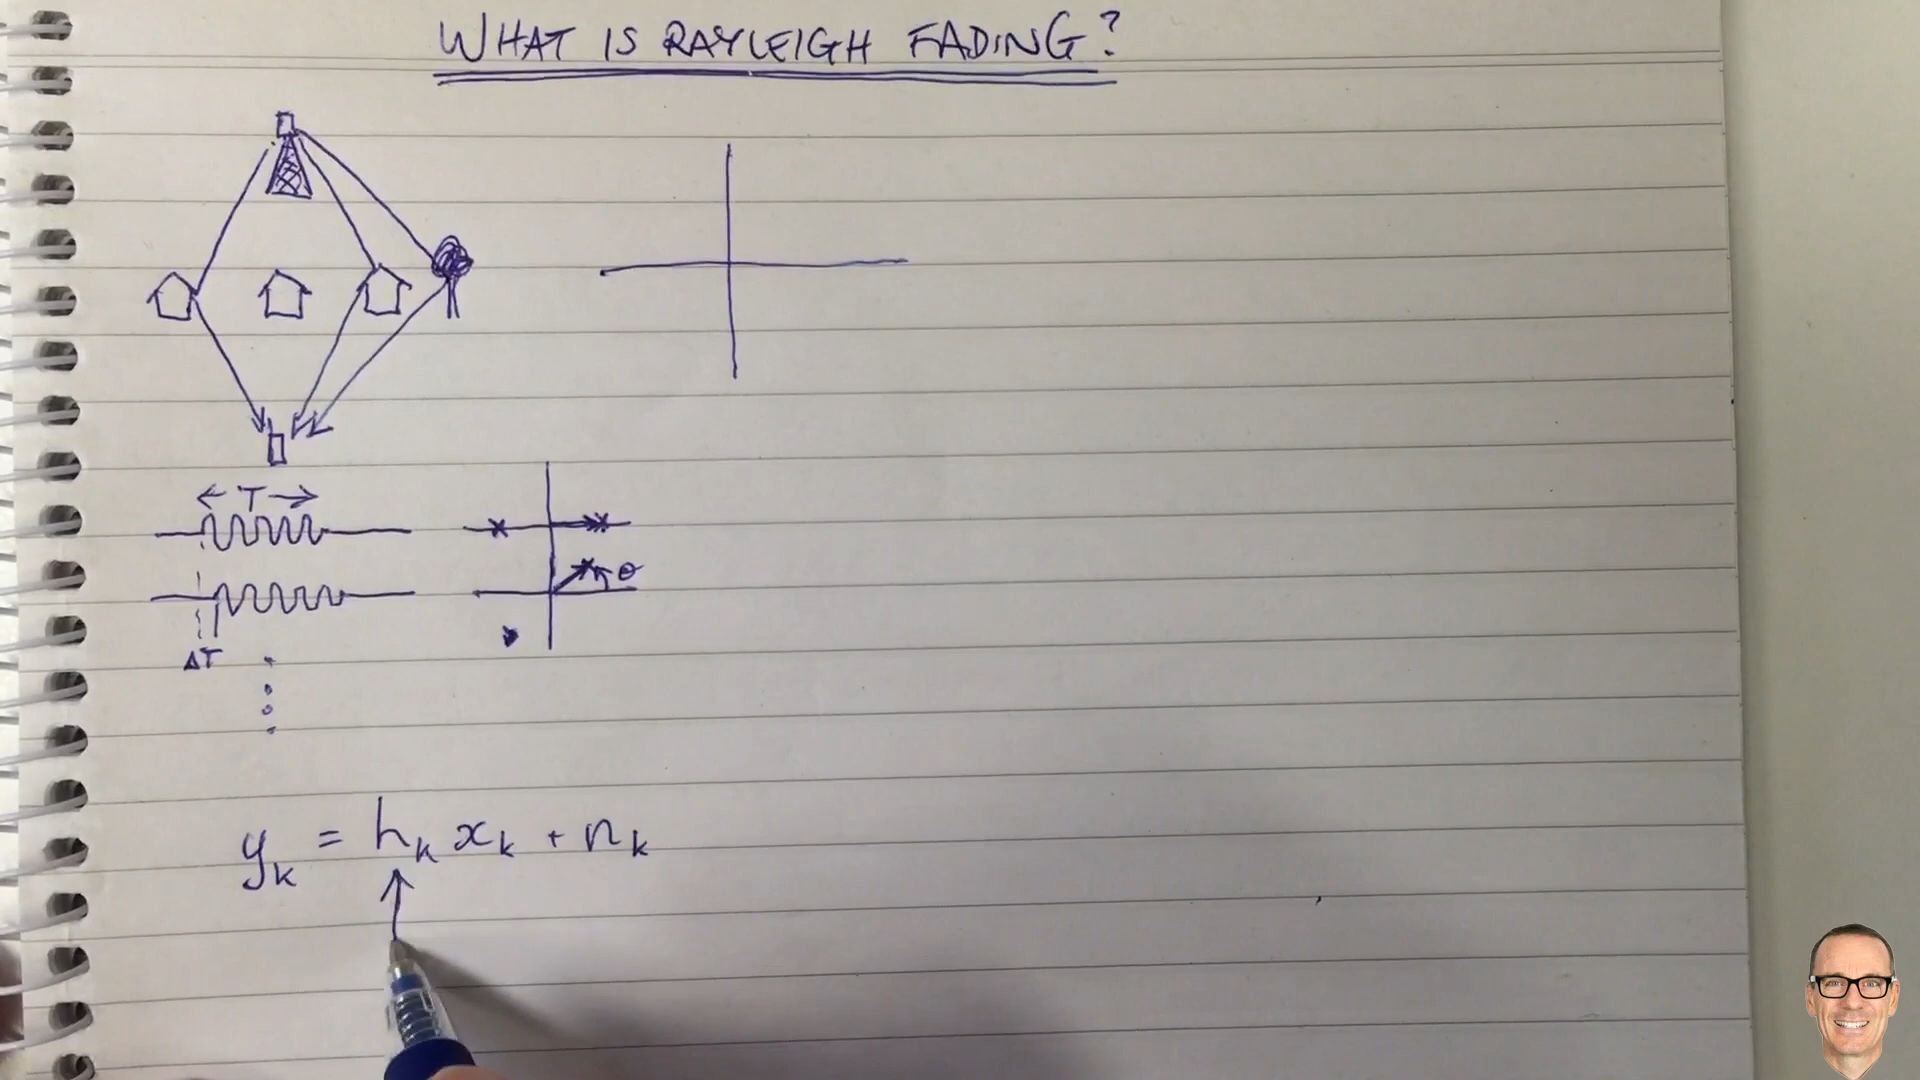 WHAT IS RAYLEIGH FADING?
← T →
θ
ΔT
y_k = h_k x_k + n_k